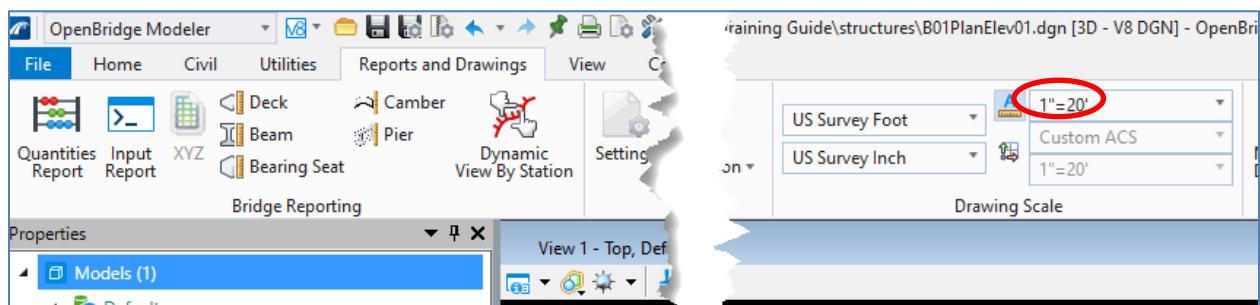 OpenBridge Modeler
V8
Training Guide\structures\B01PlanElev01.dgn [3D - V8 DGN] - OpenBri
File Home Civil Utilities Reports and Drawings View
Quantities Report
Input Report
XYZ
Deck
Beam
Bearing Seat
Camber
Pier
Dynamic View By Station
Setting
on
Bridge Reporting
US Survey Foot
US Survey Inch
A
1"=20'
Custom ACS
1"=20'
Drawing Scale
Properties
Models (1)
View 1 - Top, Def